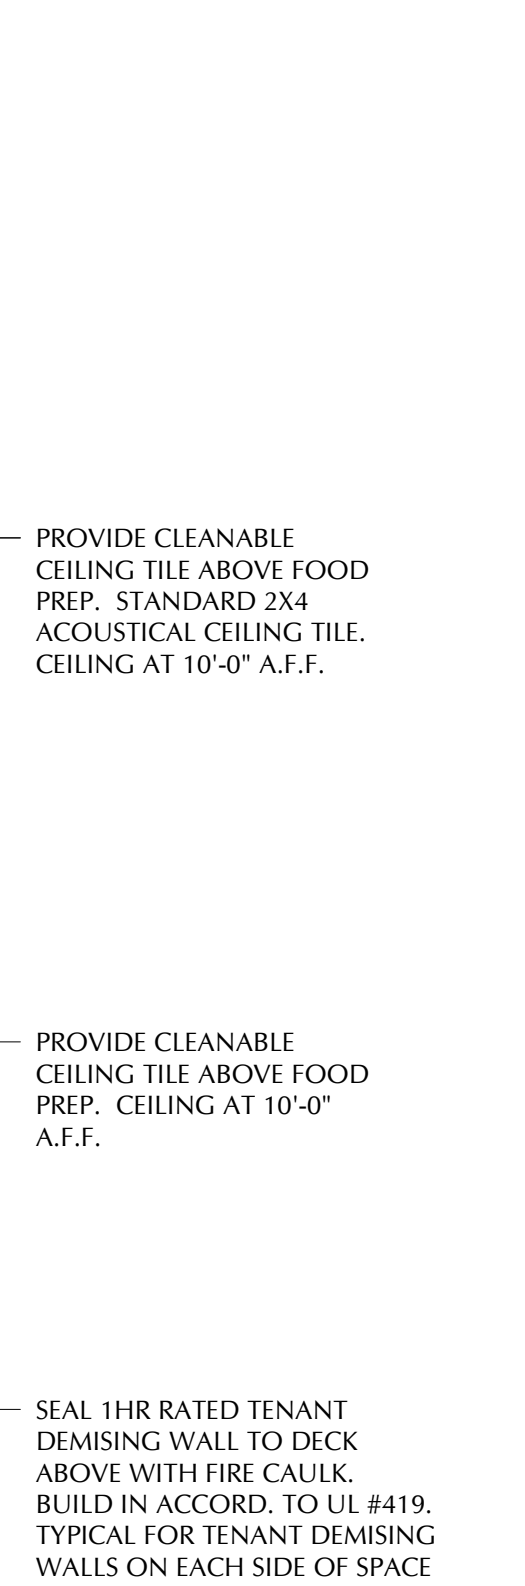 PROVIDE CLEANABLE
CEILING TILE ABOVE FOOD
PREP.  STANDARD 2X4
ACOUSTICAL CEILING TILE.
CEILING AT 10'-0" A.F.F.
PROVIDE CLEANABLE
CEILING TILE ABOVE FOOD
PREP.  CEILING AT 10'-0"
A.F.F.
SEAL 1HR RATED TENANT
DEMISING WALL TO DECK
ABOVE WITH FIRE CAULK.
BUILD IN ACCORD. TO UL #419.
TYPICAL FOR TENANT DEMISING
WALLS ON EACH SIDE OF SPACE